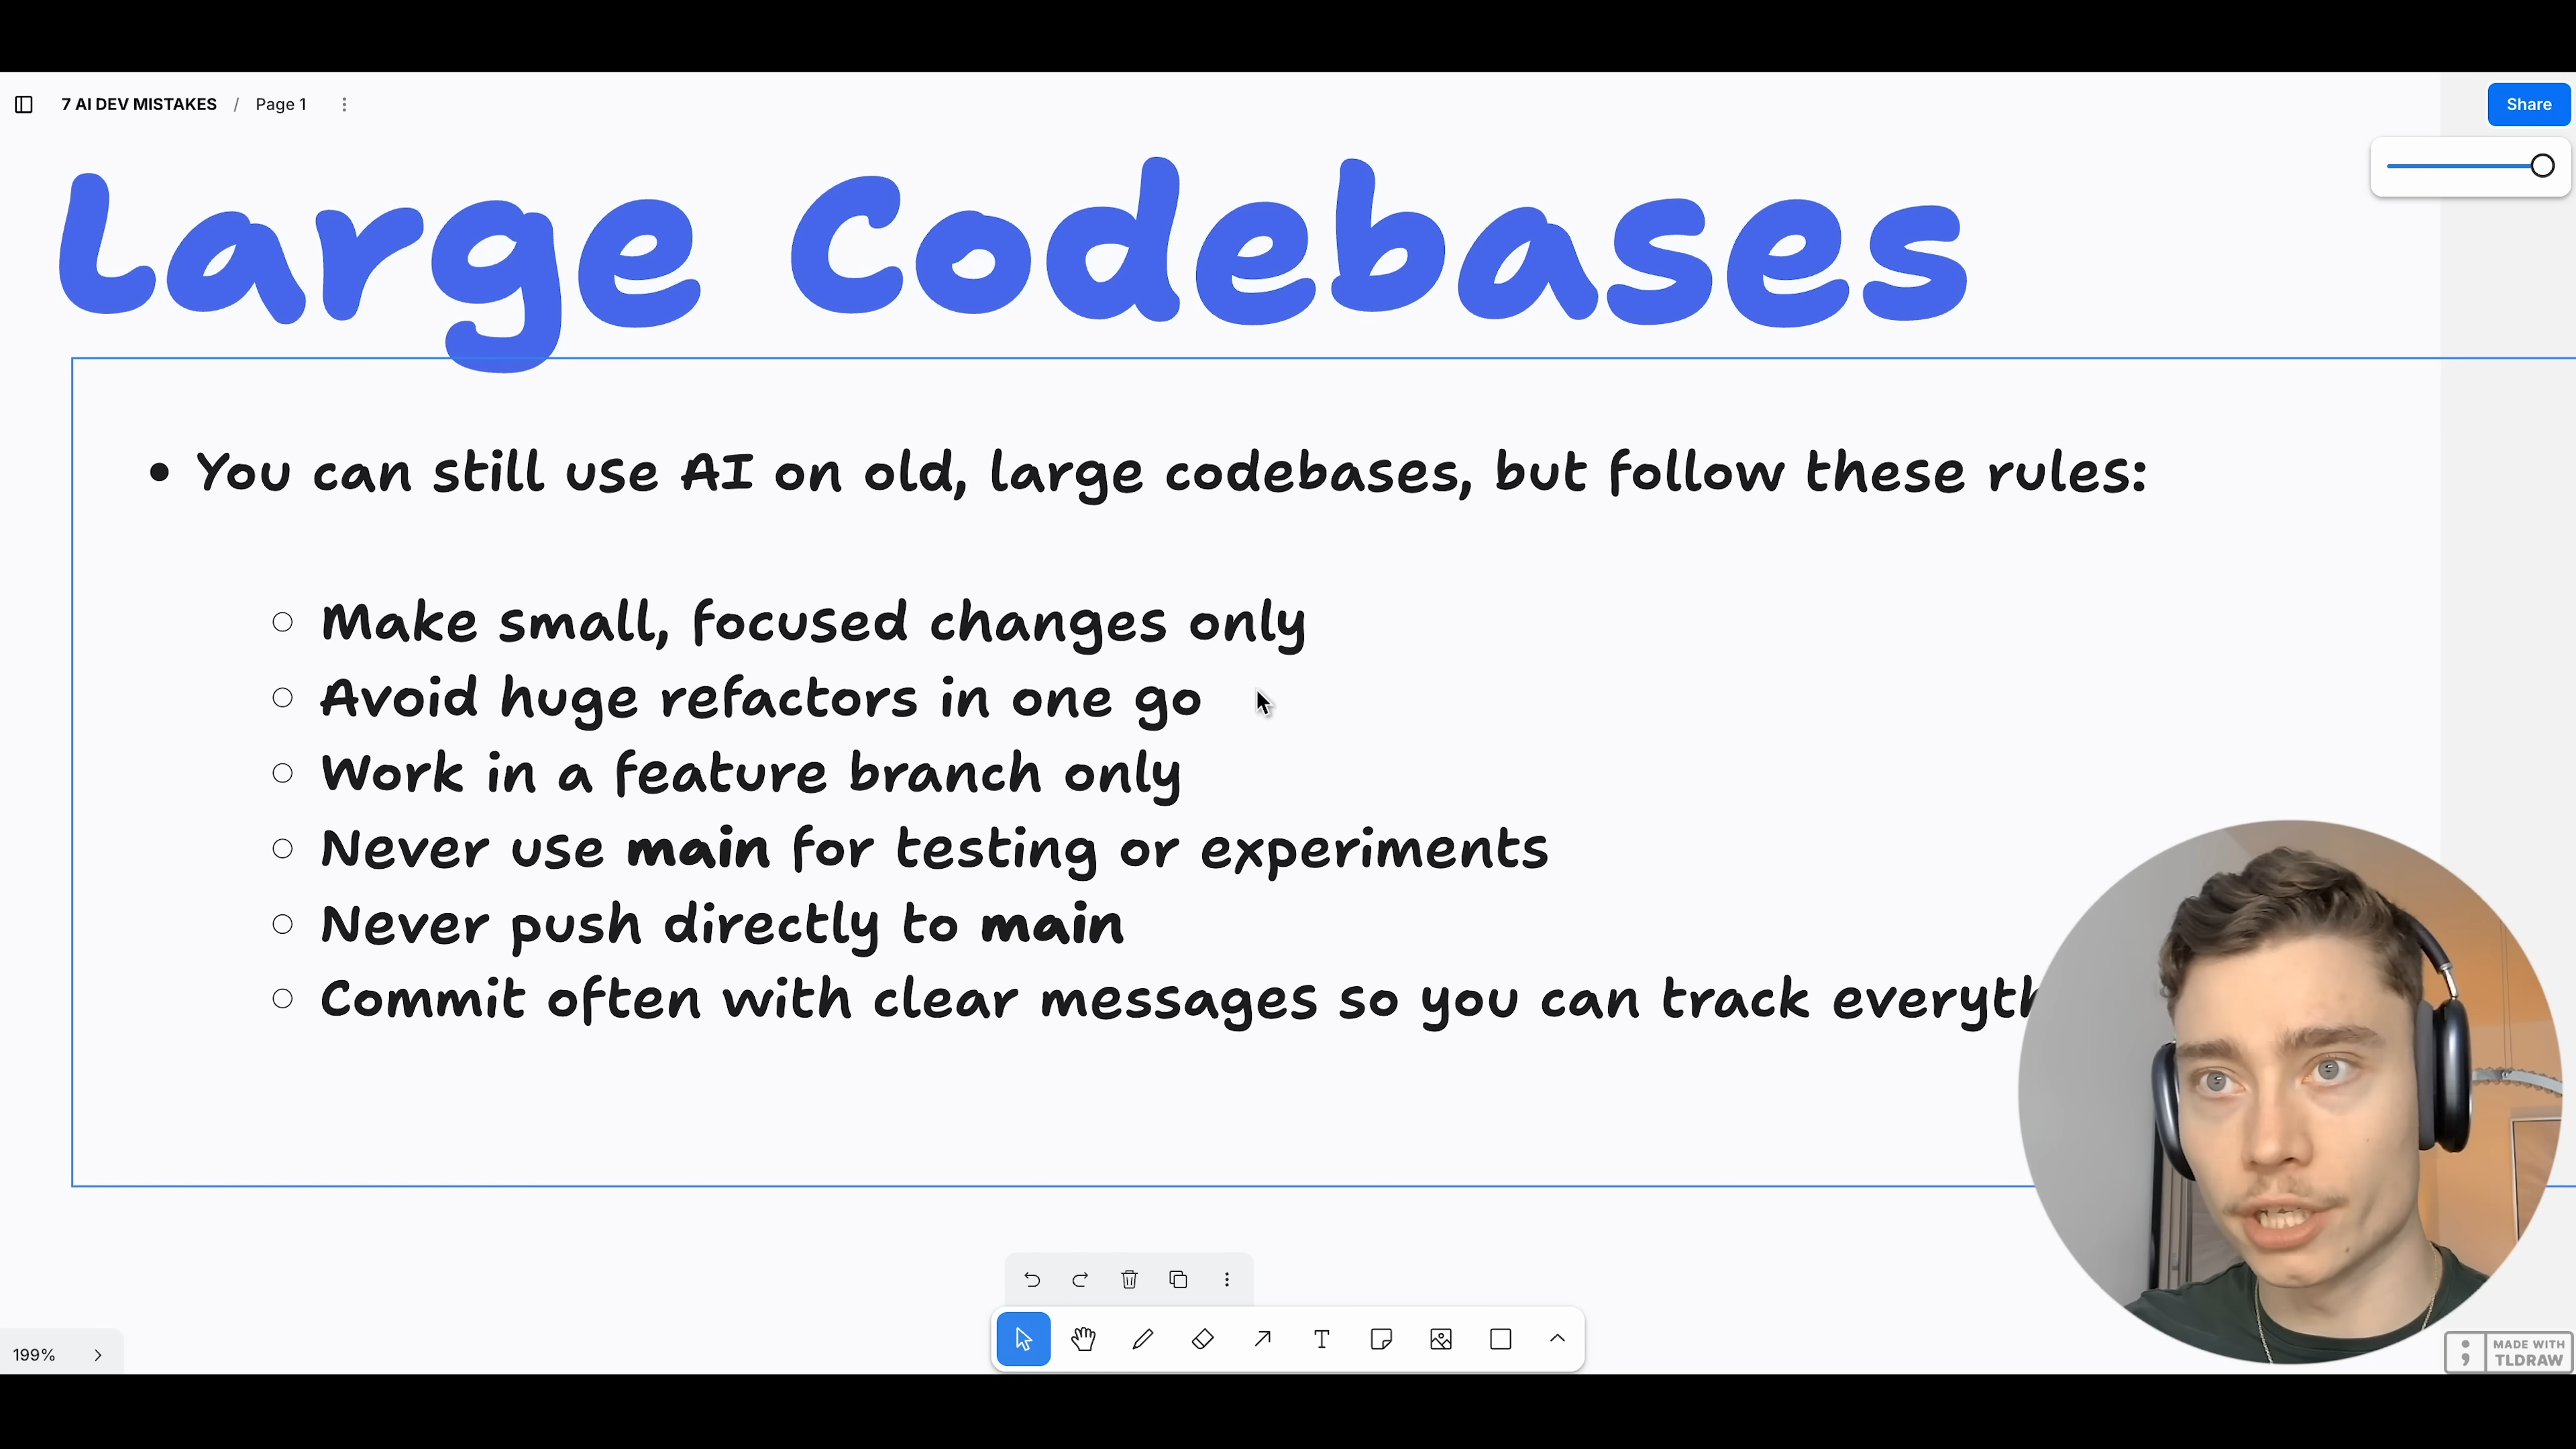 7 AI DEV MISTAKES / Page 1
Share
Large Codebases
• You can still use AI on old, large codebases, but follow these rules:
○ Make small, focused changes only
○ Avoid huge refactors in one go
○ Work in a feature branch only
○ Never use main for testing or experiments
○ Never push directly to main
○ Commit often with clear messages so you can track
199%
MADE WITH
TLDRAW